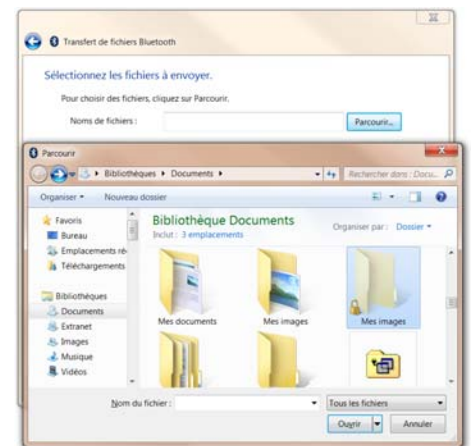 Transfert de fichiers Bluetooth
Sélectionnez les fichiers à envoyer.
Pour choisir des fichiers, cliquez sur Parcourir.
Noms de fichiers : Parcourir...
Parcourir
Bibliothèques Documents Rechercher dans : Docu...
Organiser Nouveau dossier
Favoris
Bureau
Emplacements ré
Téléchargements
Bibliothèques
Documents
Extranet
Images
Musique
Vidéos
Bibliothèque Documents
Inclut : 3 emplacements
Organiser par : Dossier
Mes documents Mes images Mes images
Nom du fichier : Tous les fichiers
Ouvrir Annuler